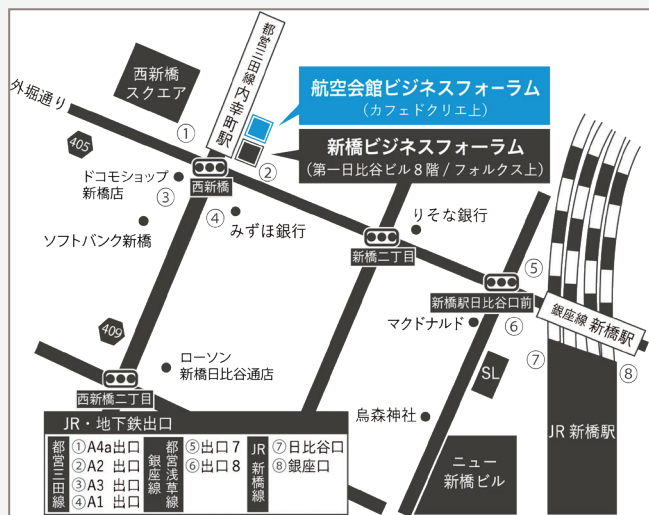 外堀通り
405
西新橋
スクエア
都営三田線 内幸町駅
航空会館ビジネスフォーラム
(カフェドクリエ上)
新橋ビジネスフォーラム
(第一日比谷ビル8階/フォルクス上)
①
②
ドコモショップ
新橋店
③
西新橋
④
みずほ銀行
ソフトバンク新橋
りそな銀行
新橋二丁目
⑤
新橋駅日比谷口前
銀座線 新橋駅
マクドナルド
⑥
409
ローソン
新橋日比谷通店
⑦
⑧
SL
西新橋二丁目
烏森神社
JR 新橋駅
ニュー
新橋ビル
JR・地下鉄出口
都営三田線
①A4a出口
②A2 出口
③A3 出口
④A1 出口
銀座線
都営浅草線
⑤出口7
⑥出口8
JR新橋線
⑦日比谷口
⑧銀座口